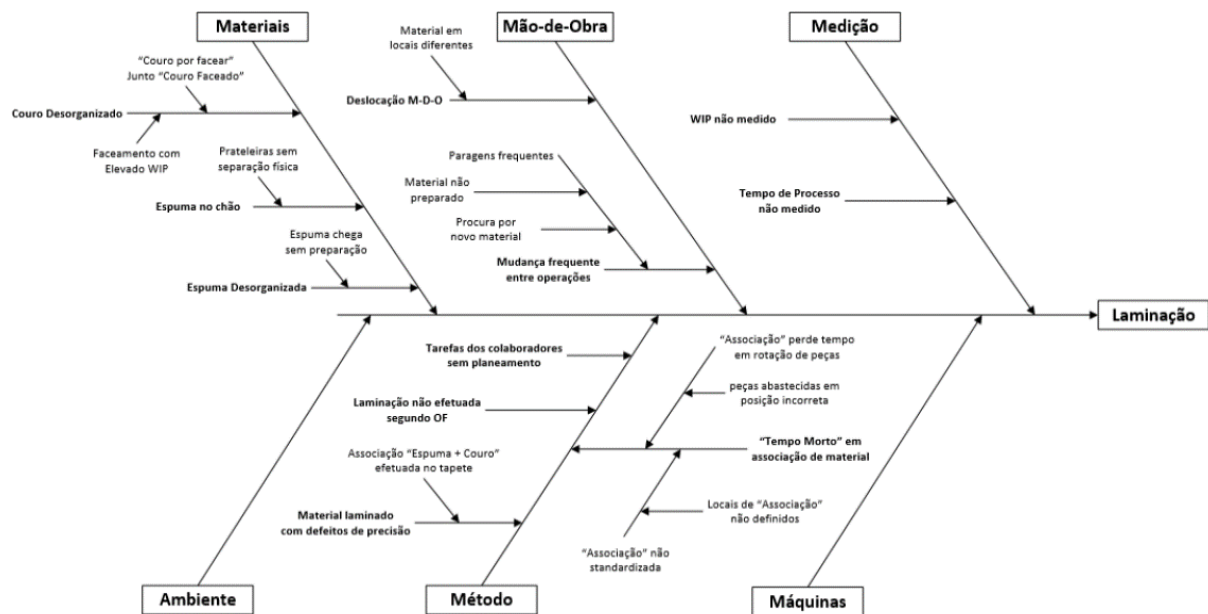 Materiais
Mão-de-Obra
Medição
"Couro por facear"
Junto "Couro Faceado"
Couro Desorganizado
Faceamento com
Elevado WIP
Prateleiras sem
separação física
Espuma no chão
Espuma chega
sem preparação
Espuma Desorganizada
Material em
locais diferentes
Deslocação M-D-O
Paragens frequentes
Material não
preparado
Procura por
novo material
Mudança frequente
entre operações
WIP não medido
Tempo de Processo
não medido
Laminação
Tarefas dos colaboradores
sem planeamento
Laminação não efetuada
segundo OF
Associação "Espuma + Couro"
efetuada no tapete
Material laminado
com defeitos de precisão
"Associação" perde tempo
em rotação de peças
peças abastecidas em
posição incorreta
"Tempo Morto" em
associação de material
Locais de "Associação"
não definidos
"Associação" não
standardizada
Ambiente
Método
Máquinas